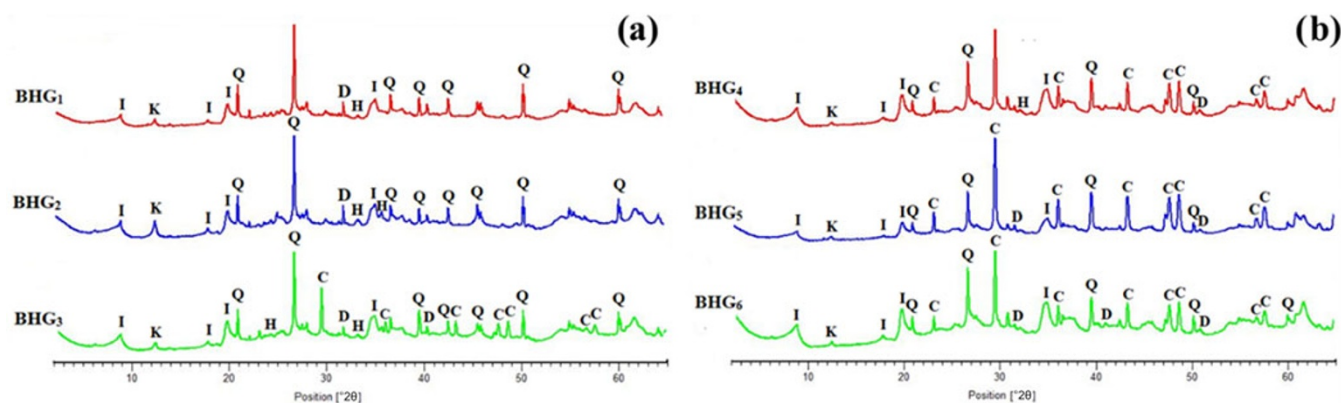 (a)
BHG₁ I K I I Q D H I Q Q Q Q Q
BHG₂ I K I I Q Q D H I H Q Q Q Q Q Q
BHG₃ I K I I Q H Q C D H I C Q D Q C Q C C Q C C Q
10 20 30 40 50 60
Position [°2θ]
(b)
BHG₄ I K I I Q C Q H I C Q C C C Q D C C
BHG₅ I K I I Q C Q C D I C Q C C C Q D C C
BHG₆ I K I I Q C Q C D I C Q D C C C Q D C C Q
10 20 30 40 50 60
Position [°2θ]